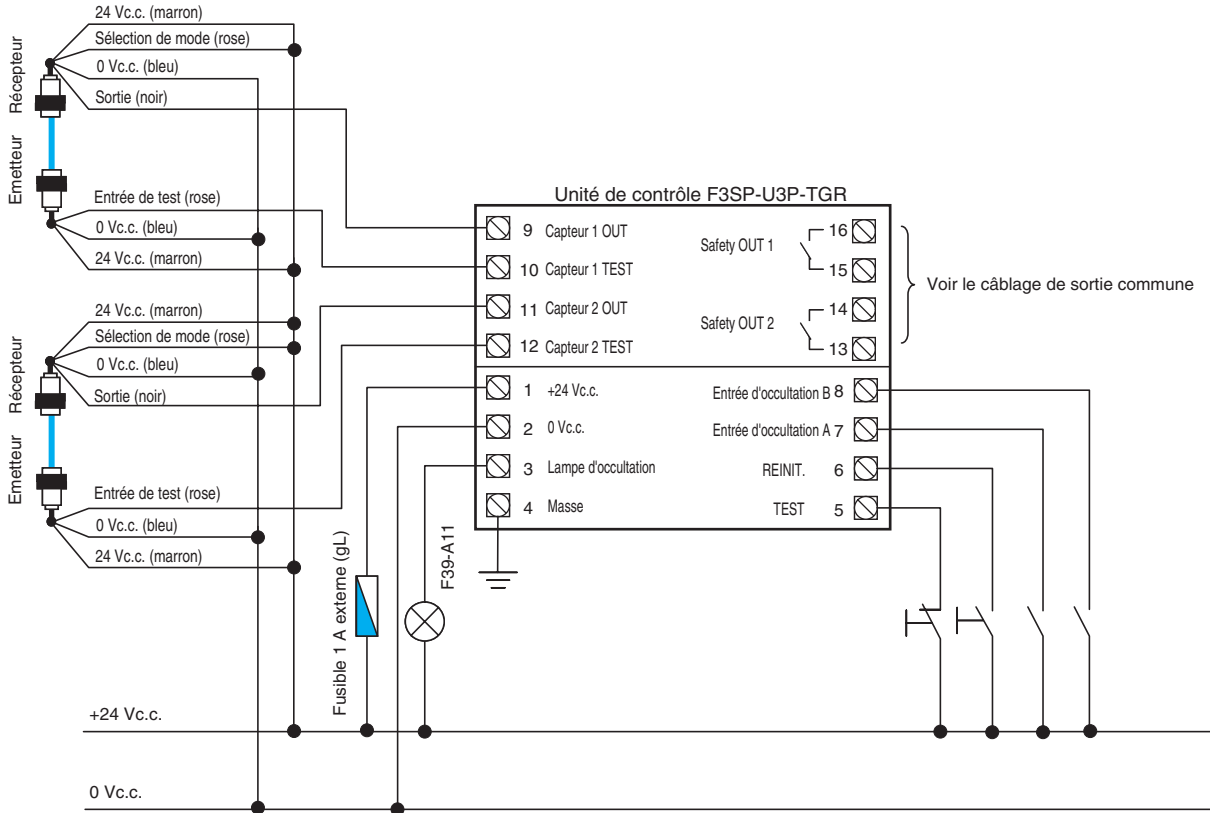 24 Vc.c. (marron)
Sélection de mode (rose)
0 Vc.c. (bleu)
Sortie (noir)
Récepteur
Emetteur
Entrée de test (rose)
0 Vc.c. (bleu)
24 Vc.c. (marron)
24 Vc.c. (marron)
Sélection de mode (rose)
0 Vc.c. (bleu)
Sortie (noir)
Récepteur
Emetteur
Entrée de test (rose)
0 Vc.c. (bleu)
24 Vc.c. (marron)
Unité de contrôle F3SP-U3P-TGR
9 Capteur 1 OUT
10 Capteur 1 TEST
11 Capteur 2 OUT
12 Capteur 2 TEST
Safety OUT 1
16
15
Safety OUT 2
14
13
Voir le câblage de sortie commune
1 +24 Vc.c.
2 0 Vc.c.
3 Lampe d'occultation
4 Masse
Entrée d'occultation B 8
Entrée d'occultation A 7
REINIT. 6
TEST 5
Fusible 1 A externe (gL)
F39-A11
+24 Vc.c.
0 Vc.c.